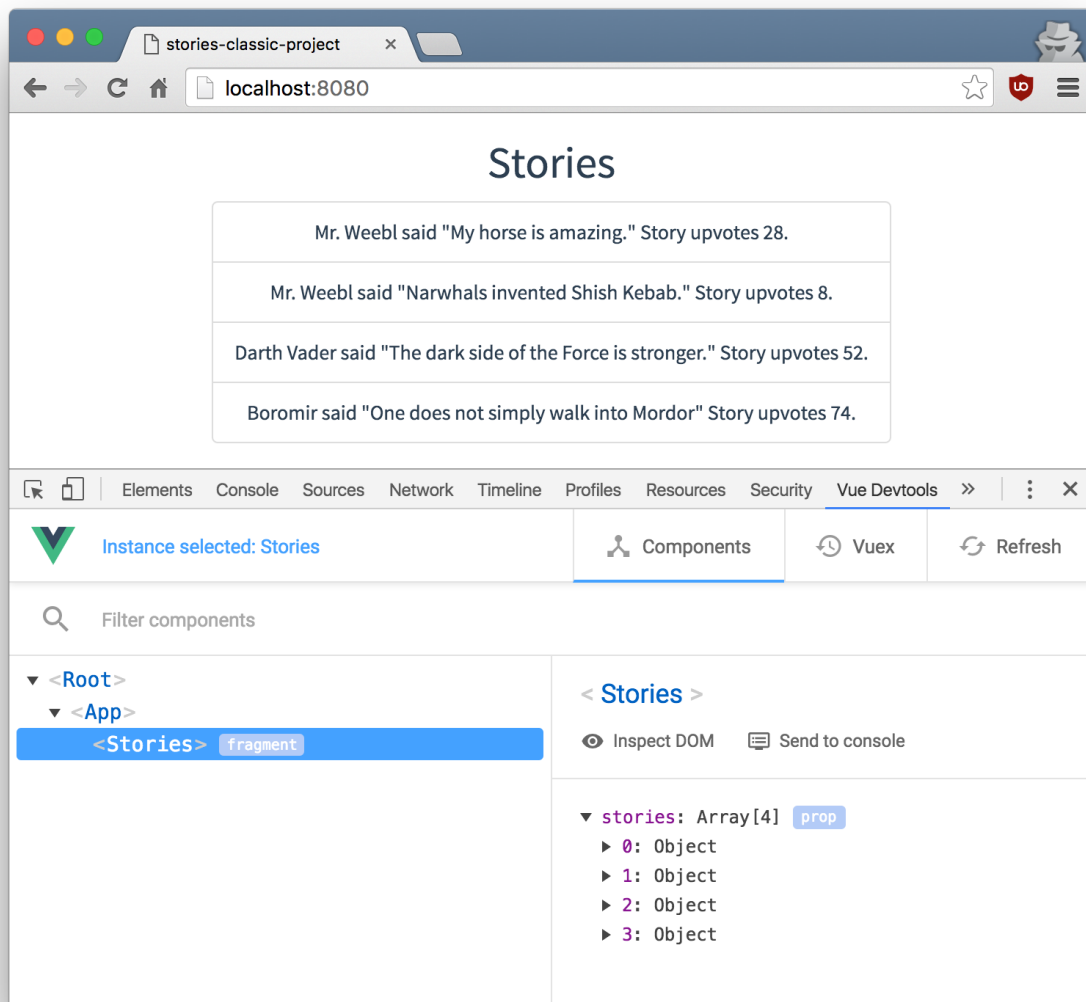 stories-classic-project
localhost:8080
Stories
Mr. Weebl said "My horse is amazing." Story upvotes 28.
Mr. Weebl said "Narwhals invented Shish Kebab." Story upvotes 8.
Darth Vader said "The dark side of the Force is stronger." Story upvotes 52.
Boromir said "One does not simply walk into Mordor" Story upvotes 74.
Elements Console Sources Network Timeline Profiles Resources Security Vue Devtools
Instance selected: Stories Components Vuex Refresh
Filter components
<Root>
<App>
<Stories> fragment
< Stories >
Inspect DOM Send to console
stories: Array[4] prop
0: Object
1: Object
2: Object
3: Object